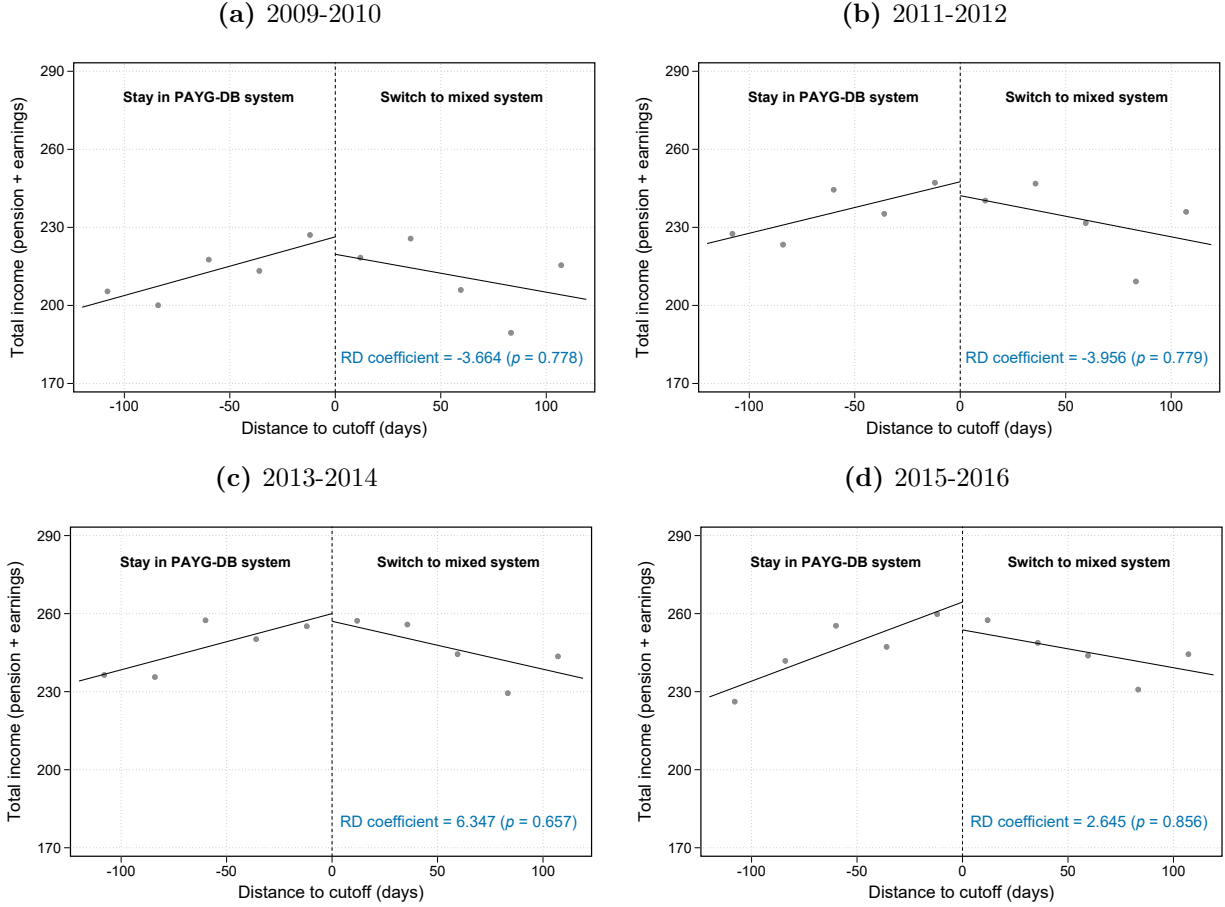 (a) 2009-2010
Total income (pension + earnings)
290
260
230
200
170
Stay in PAYG-DB system
Switch to mixed system
RD coefficient = -3.664 (p = 0.778)
-100
-50
0
50
100
Distance to cutoff (days)
(b) 2011-2012
Total income (pension + earnings)
290
260
230
200
170
Stay in PAYG-DB system
Switch to mixed system
RD coefficient = -3.956 (p = 0.779)
-100
-50
0
50
100
Distance to cutoff (days)
(c) 2013-2014
Total income (pension + earnings)
290
260
230
200
170
Stay in PAYG-DB system
Switch to mixed system
RD coefficient = 6.347 (p = 0.657)
-100
-50
0
50
100
Distance to cutoff (days)
(d) 2015-2016
Total income (pension + earnings)
290
260
230
200
170
Stay in PAYG-DB system
Switch to mixed system
RD coefficient = 2.645 (p = 0.856)
-100
-50
0
50
100
Distance to cutoff (days)